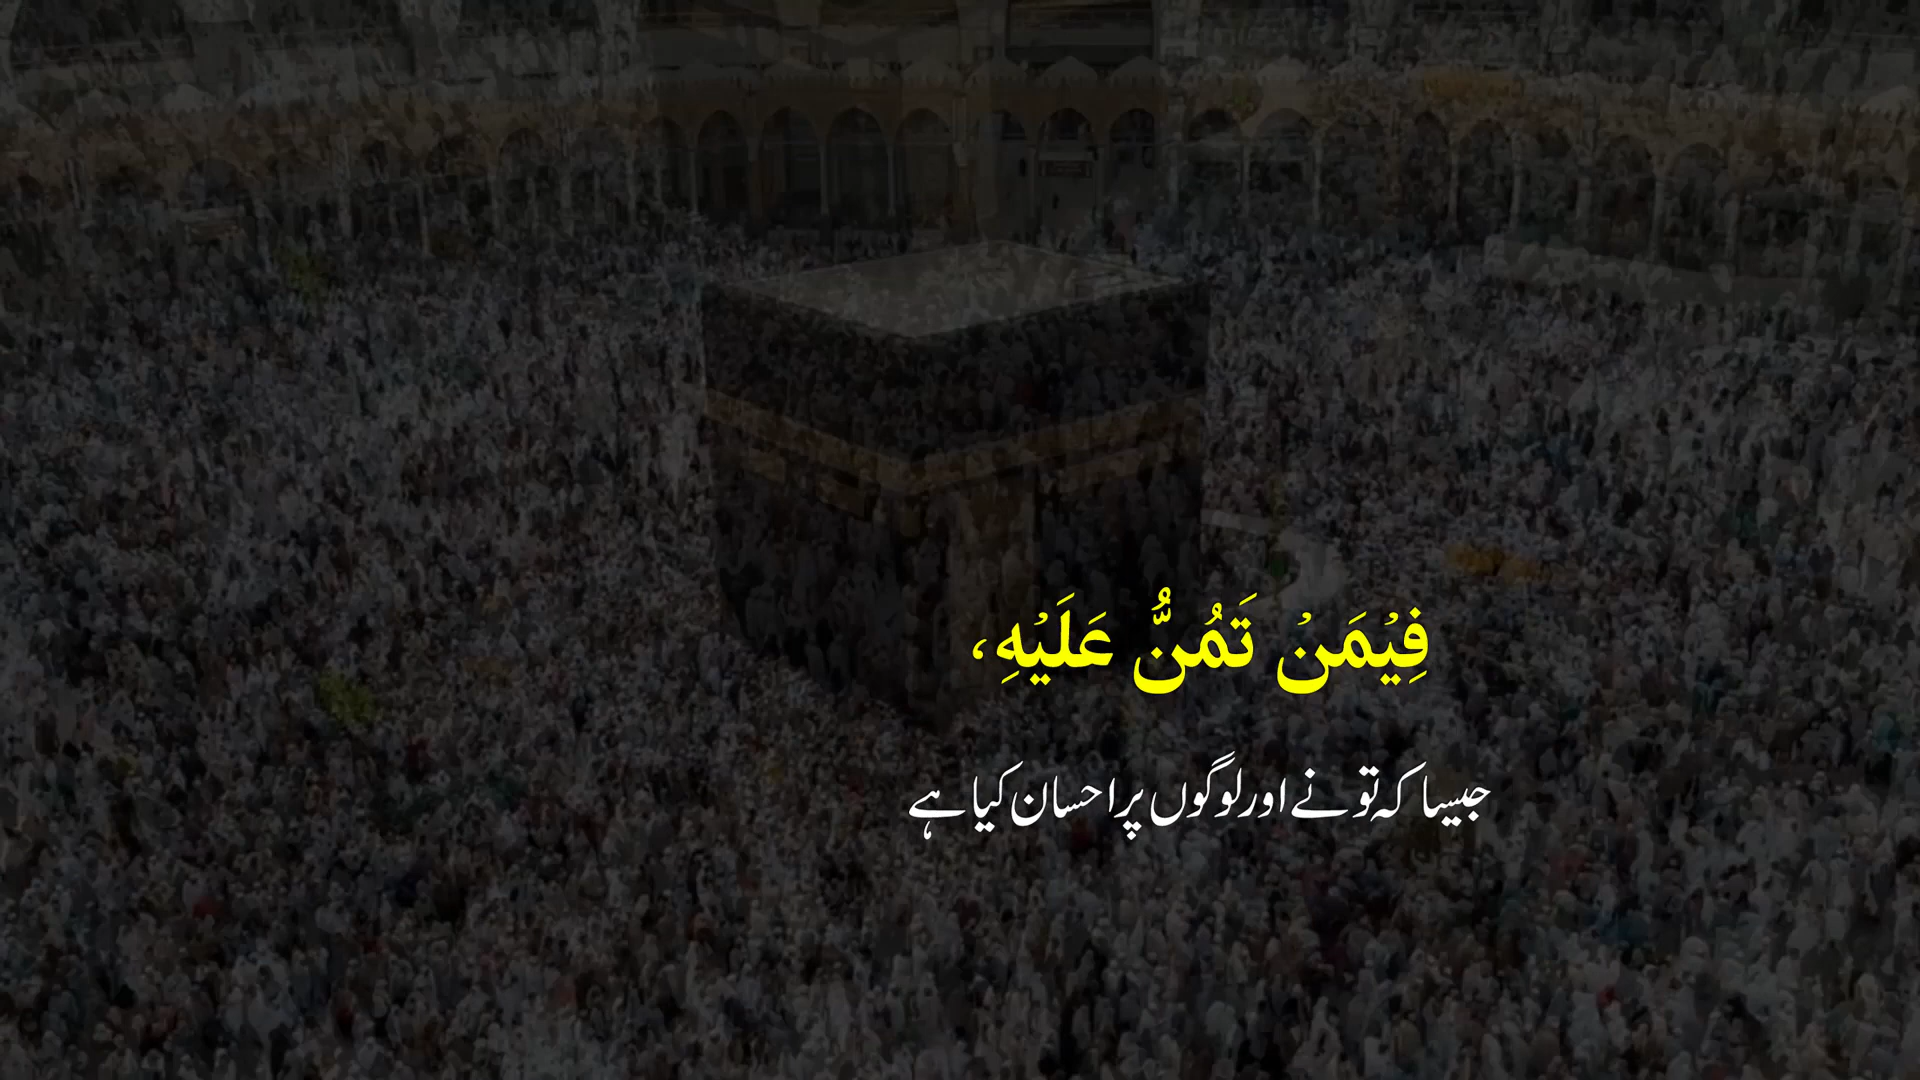 فِیْمَنْ تَمُنُّ عَلَیْهِ،
جیسا کہ تو نے اور لوگوں پر احسان کیا ہے